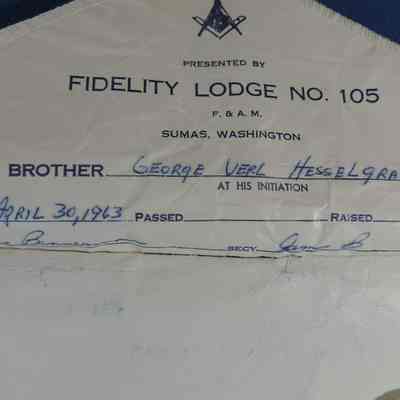 PRESENTED BY
FIDELITY LODGE NO. 105
F. & A. M.
SUMAS, WASHINGTON
BROTHER GEORGE VERL HESSELGRA
AT HIS INITIATION
APRIL 30, 1963 PASSED RAISED
SECY.